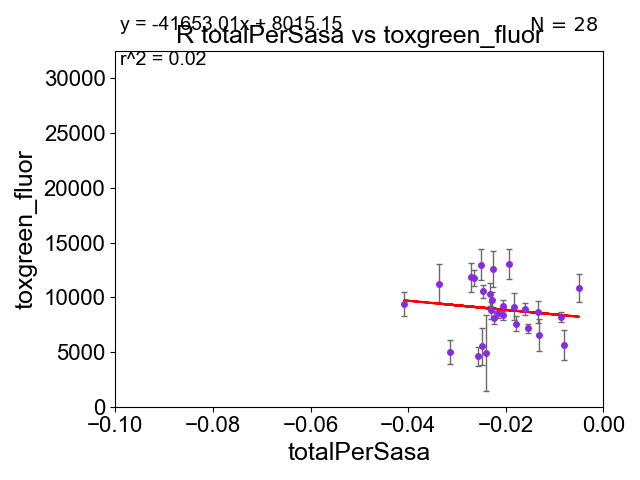 y = -41653.01x + 8015.15
N = 28
R totalPerSasa vs toxgreen_fluor
r^2 = 0.02
30000
25000
20000
15000
10000
5000
0
toxgreen_fluor
−0.10 −0.08 −0.06 −0.04 −0.02 0.00
totalPerSasa